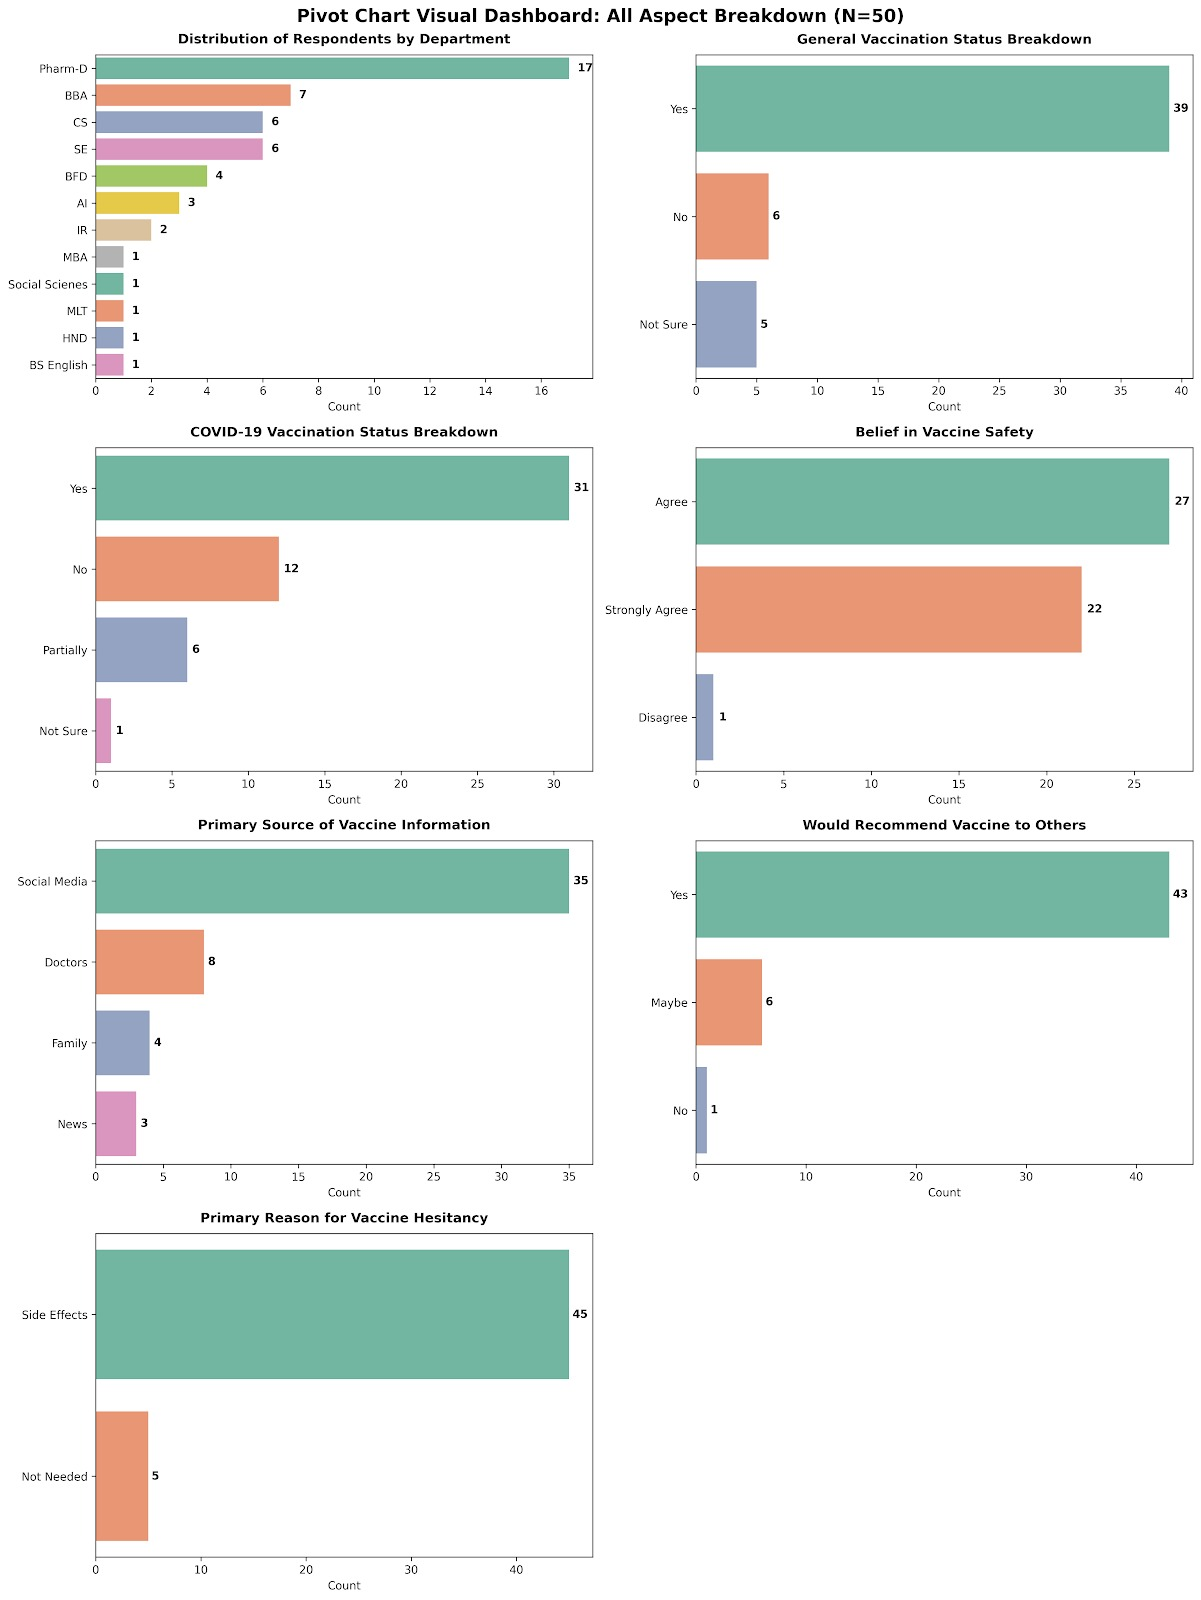 Pivot Chart Visual Dashboard: All Aspect Breakdown (N=50)
Distribution of Respondents by Department
Pharm-D 17
BBA 7
CS 6
SE 6
BFD 4
AI 3
IR 2
MBA 1
Social Scienes 1
MLT 1
HND 1
BS English 1
0 2 4 6 8 10 12 14 16
Count
General Vaccination Status Breakdown
Yes 39
No 6
Not Sure 5
0 5 10 15 20 25 30 35 40
Count
COVID-19 Vaccination Status Breakdown
Yes 31
No 12
Partially 6
Not Sure 1
0 5 10 15 20 25 30
Count
Belief in Vaccine Safety
Agree 27
Strongly Agree 22
Disagree 1
0 5 10 15 20 25
Count
Primary Source of Vaccine Information
Social Media 35
Doctors 8
Family 4
News 3
0 5 10 15 20 25 30 35
Count
Would Recommend Vaccine to Others
Yes 43
Maybe 6
No 1
0 10 20 30 40
Count
Primary Reason for Vaccine Hesitancy
Side Effects 45
Not Needed 5
0 10 20 30 40
Count